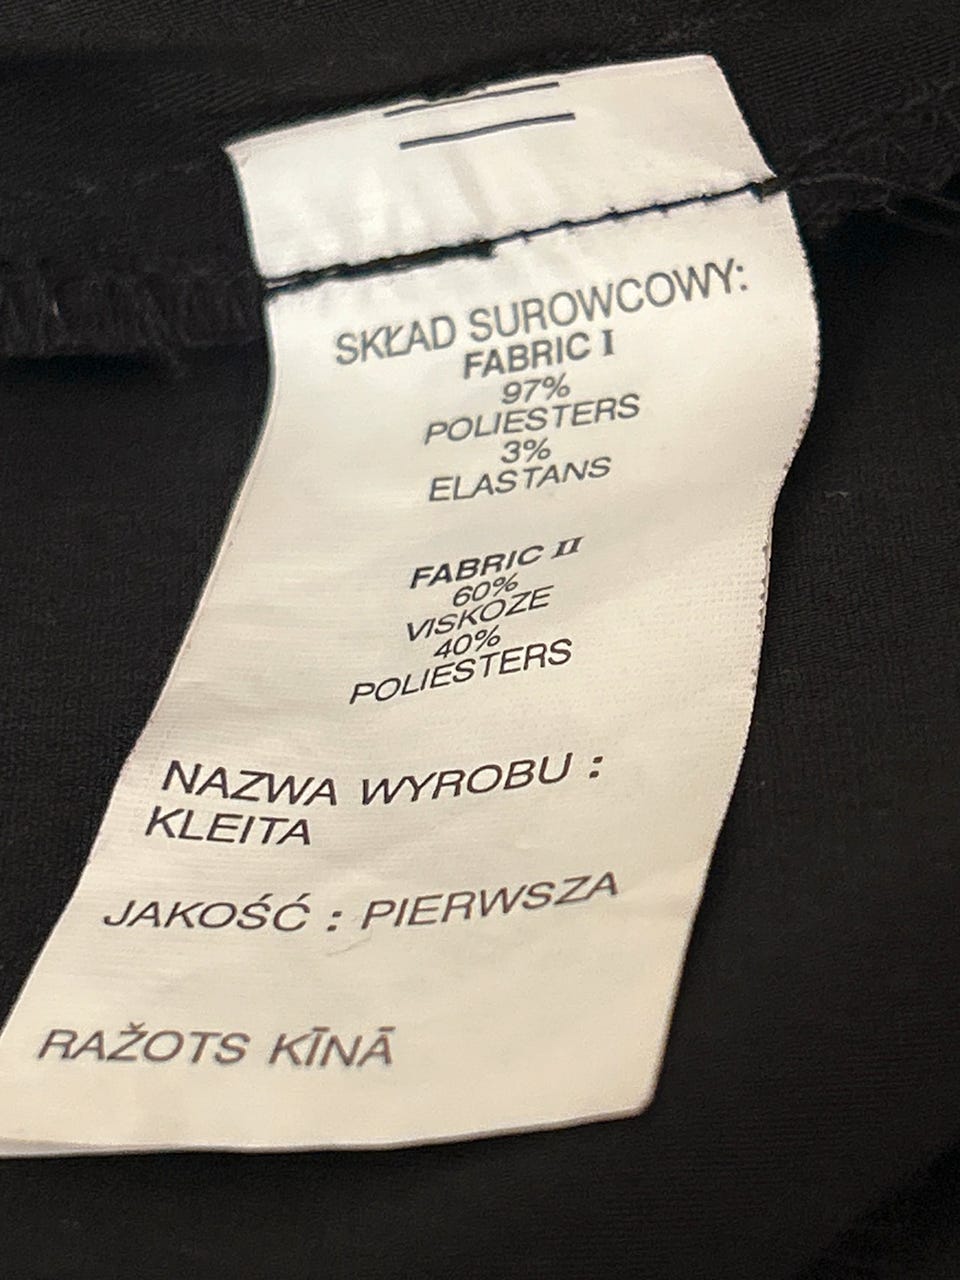 SKŁAD SUROWCOWY:
FABRIC I
97%
POLIESTERS
3%
ELASTANS
FABRIC II
60%
VISKOZE
40%
POLIESTERS
NAZWA WYROBU :
KLEITA
JAKOŚĆ : PIERWSZA
RAŽOTS KĪNĀ